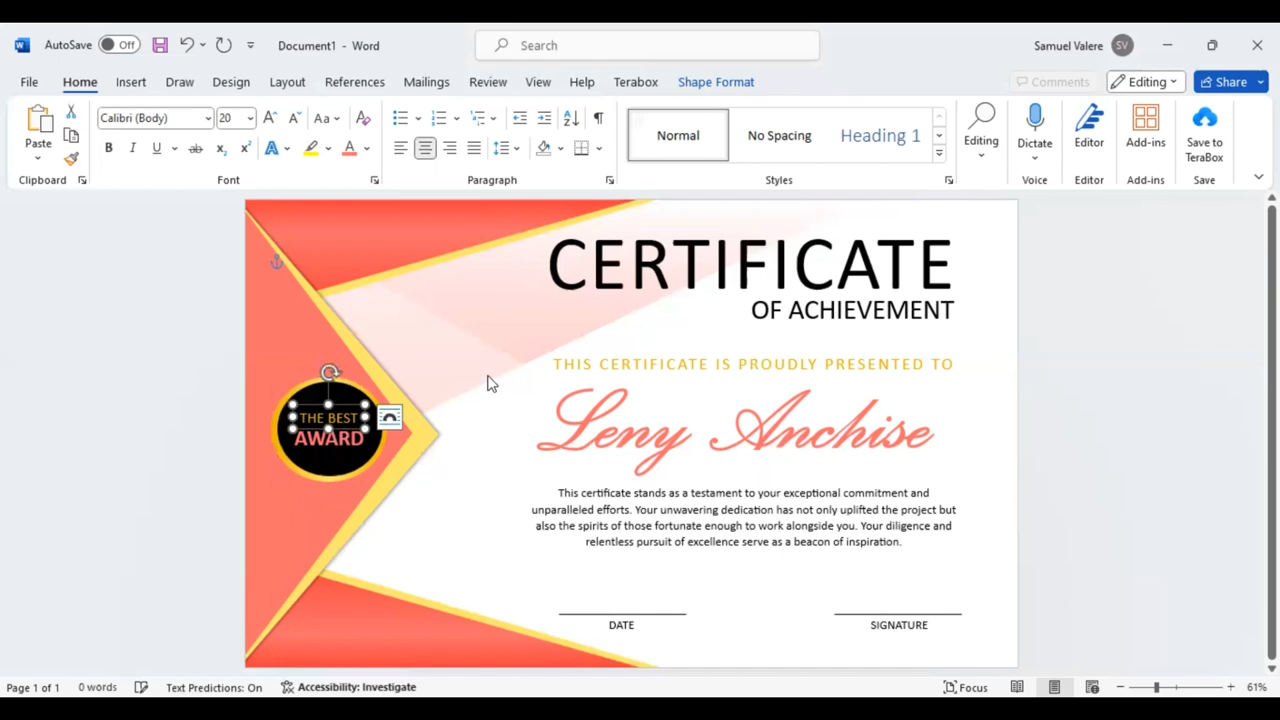 AutoSave Off Document1 - Word Search Samuel Valere SV
File Home Insert Draw Design Layout References Mailings Review View Help Terabox Shape Format Comments Editing Share
Paste Calibri (Body) 20 Aa Normal No Spacing Heading 1 Editing Dictate Editor Add-ins Save to TeraBox
B I U ab x₂ x² A A
Clipboard Font Paragraph Styles Voice Editor Add-ins Save
CERTIFICATE
OF ACHIEVEMENT
THIS CERTIFICATE IS PROUDLY PRESENTED TO
Leny Anchise
THE BEST
AWARD
This certificate stands as a testament to your exceptional commitment and
unparalleled efforts. Your unwavering dedication has not only uplifted the project but
also the spirits of those fortunate enough to work alongside you. Your diligence and
relentless pursuit of excellence serve as a beacon of inspiration.
DATE SIGNATURE
Page 1 of 1 0 words Text Predictions: On Accessibility: Investigate Focus 61%